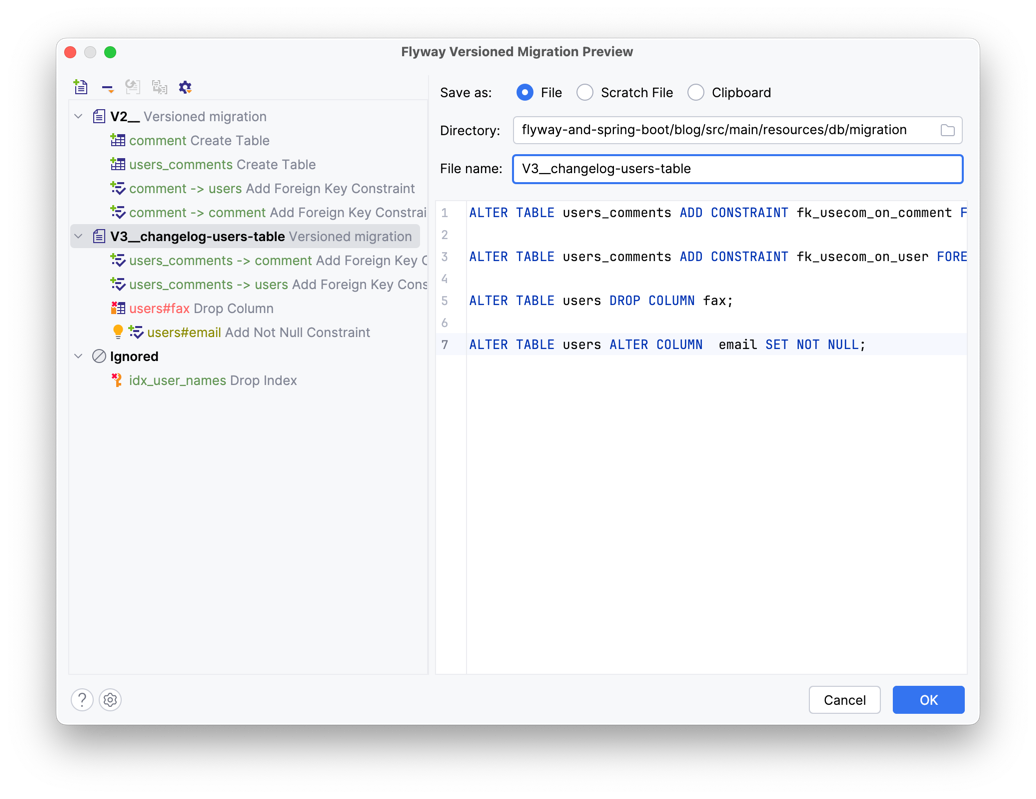 Flyway Versioned Migration Preview
V2__ Versioned migration
comment Create Table
users_comments Create Table
comment -> users Add Foreign Key Constraint
comment -> comment Add Foreign Key Constrai
V3__changelog-users-table Versioned migration
users_comments -> comment Add Foreign Key C
users_comments -> users Add Foreign Key Cons
users#fax Drop Column
users#email Add Not Null Constraint
Ignored
idx_user_names Drop Index
Save as: File Scratch File Clipboard
Directory: flyway-and-spring-boot/blog/src/main/resources/db/migration
File name: V3__changelog-users-table
1 ALTER TABLE users_comments ADD CONSTRAINT fk_usecom_on_comment F
2
3 ALTER TABLE users_comments ADD CONSTRAINT fk_usecom_on_user FORE
4
5 ALTER TABLE users DROP COLUMN fax;
6
7 ALTER TABLE users ALTER COLUMN  email SET NOT NULL;
?
Cancel OK